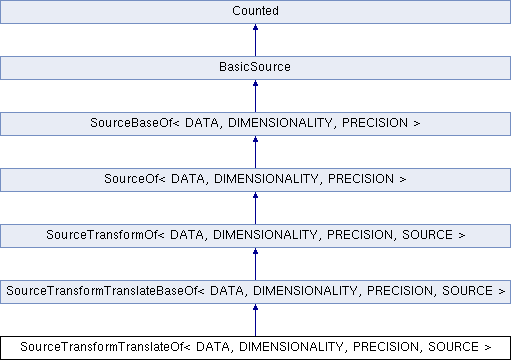 Counted
BasicSource
SourceBaseOf< DATA, DIMENSIONALITY, PRECISION >
SourceOf< DATA, DIMENSIONALITY, PRECISION >
SourceTransformOf< DATA, DIMENSIONALITY, PRECISION, SOURCE >
SourceTransformTranslateBaseOf< DATA, DIMENSIONALITY, PRECISION, SOURCE >
SourceTransformTranslateOf< DATA, DIMENSIONALITY, PRECISION, SOURCE >